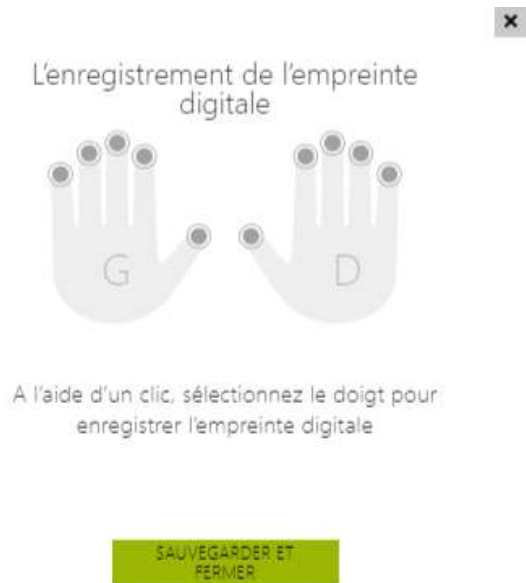 L'enregistrement de l'empreinte
digitale
G
D
A l'aide d'un clic, sélectionnez le doigt pour
enregistrer l'empreinte digitale
SAUVEGARDER ET
FERMER